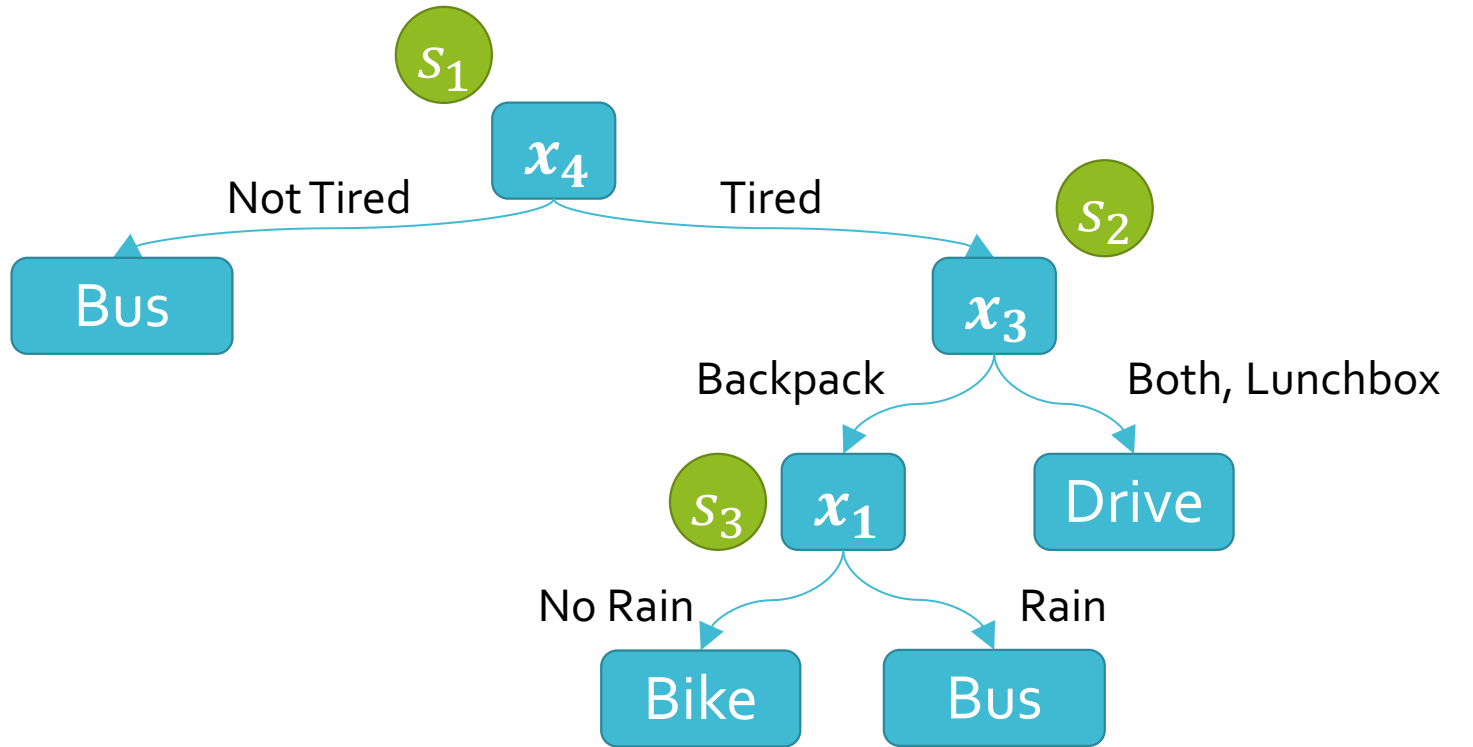 s₁
x₄
Not Tired
Tired
s₂
Bus
x₃
Backpack
Both, Lunchbox
s₃
x₁
Drive
No Rain
Rain
Bike
Bus